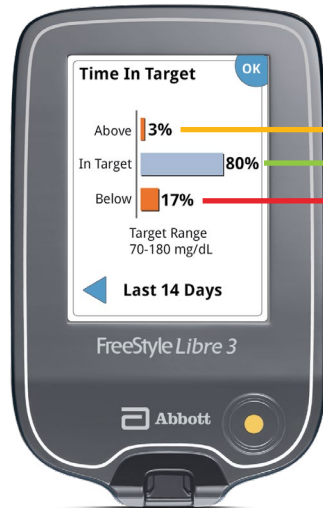 Time In Target
OK
Above 3%
In Target 80%
Below 17%
Target Range
70-180 mg/dL
Last 14 Days
FreeStyle Libre 3
Abbott